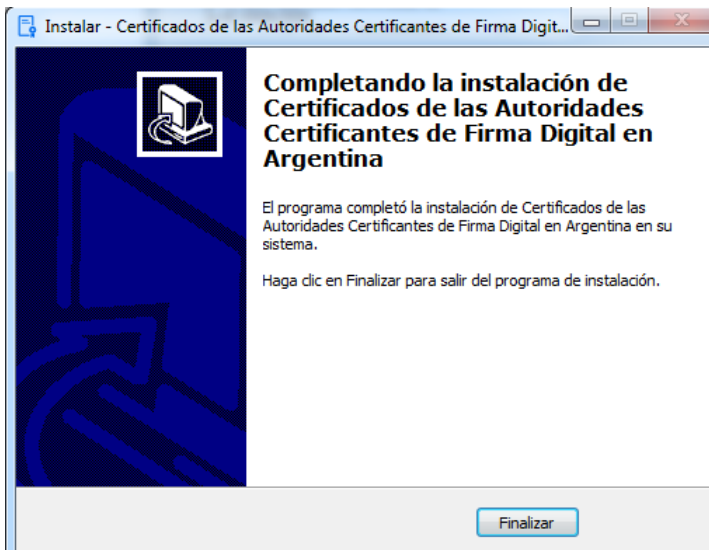 Instalar - Certificados de las Autoridades Certificantes de Firma Digit...
Completando la instalación de
Certificados de las Autoridades
Certificantes de Firma Digital en
Argentina
El programa completó la instalación de Certificados de las
Autoridades Certificantes de Firma Digital en Argentina en su
sistema.
Haga clic en Finalizar para salir del programa de instalación.
Finalizar